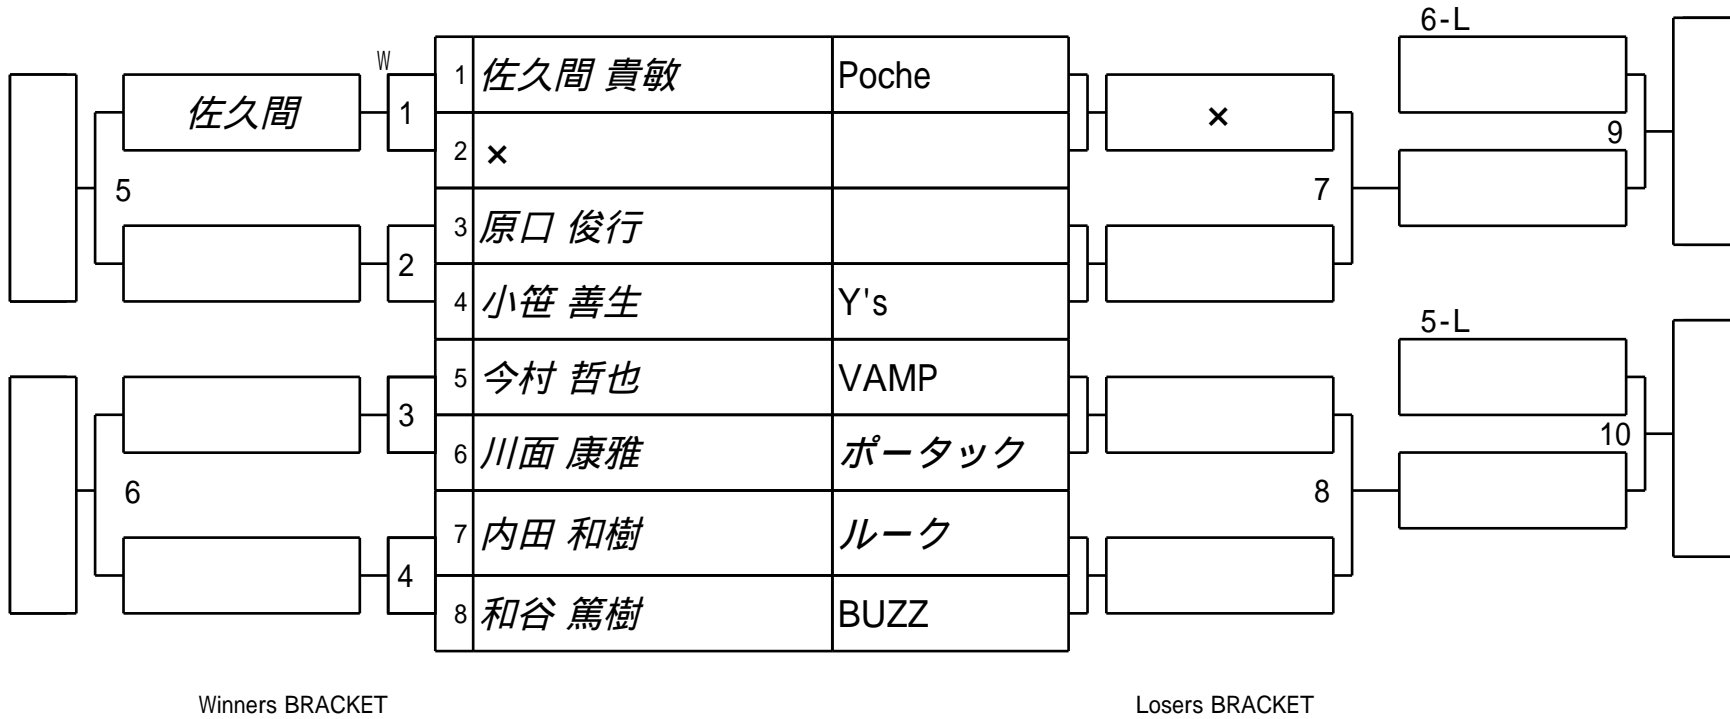 6-L
W
1 佐久間 貴敏 Poche
佐久間 1 ×
2 × 9
5 7
3 原口 俊行
2
4 小笹 善生 Y's
5-L
5 今村 哲也 VAMP
3
6 川面 康雅 ポータック 10
6 8
7 内田 和樹 ルーク
4
8 和谷 篤樹 BUZZ
Winners BRACKET Losers BRACKET